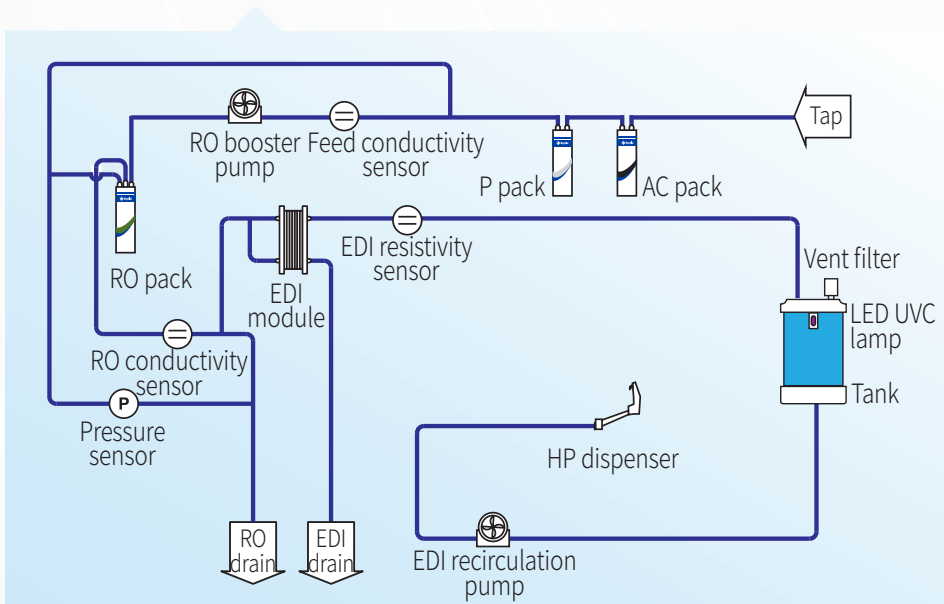 Tap
RO booster
pump
Feed conductivity
sensor
P pack
AC pack
RO pack
EDI
module
EDI resistivity
sensor
Vent filter
LED UVC
lamp
Tank
RO conductivity
sensor
P
Pressure
sensor
HP dispenser
RO
drain
EDI
drain
EDI recirculation
pump